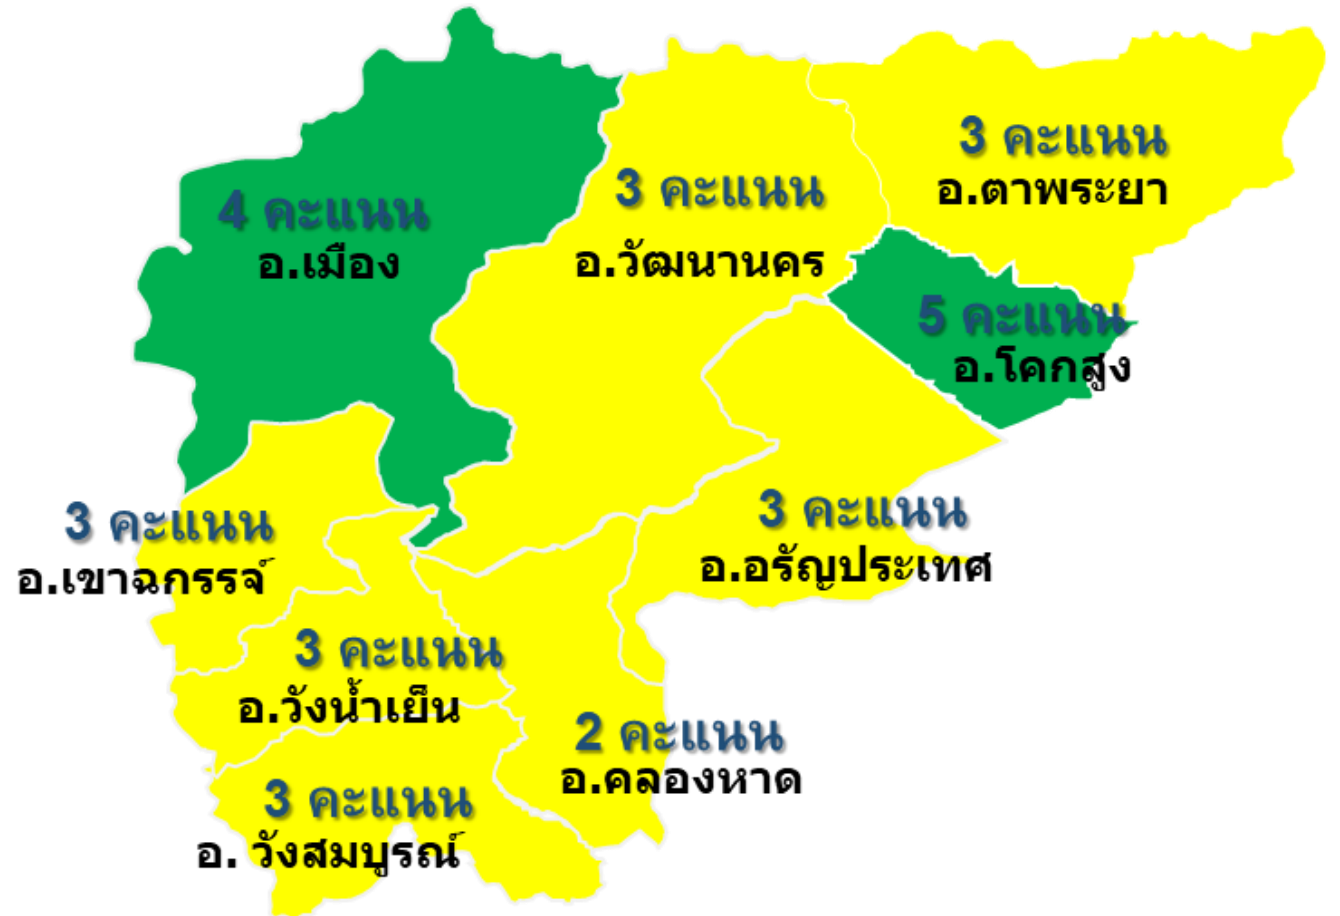 3 คะแนน
อ.ตาพระยา
3 คะแนน
อ.วัฒนานคร
4 คะแนน
อ.เมือง
5 คะแนน
อ.โคกสูง
3 คะแนน
อ.อรัญประเทศ
3 คะแนน
อ.เขาฉกรรจ์
3 คะแนน
อ.วังน้ำเย็น
2 คะแนน
อ.คลองหาด
3 คะแนน
อ. วังสมบูรณ์